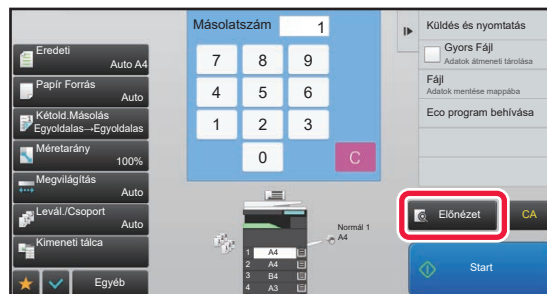 Másolatszám 1
Eredeti
Auto A4
Papír Forrás
Auto
Kétold.Másolás
Egyoldalas→Egyoldalas
Méretarány
100%
Megvilágítás
Auto
Levál./Csoport
Auto
Kimeneti tálca
Egyéb
7 8 9
4 5 6
1 2 3
0 C
Normál 1
A4
1 A4
2 A4
3 B4
4 A3
Küldés és nyomtatás
Gyors Fájl
Adatok átmeneti tárolása
Fájl
Adatok mentése mappába
Eco program behívása
Előnézet CA
Start